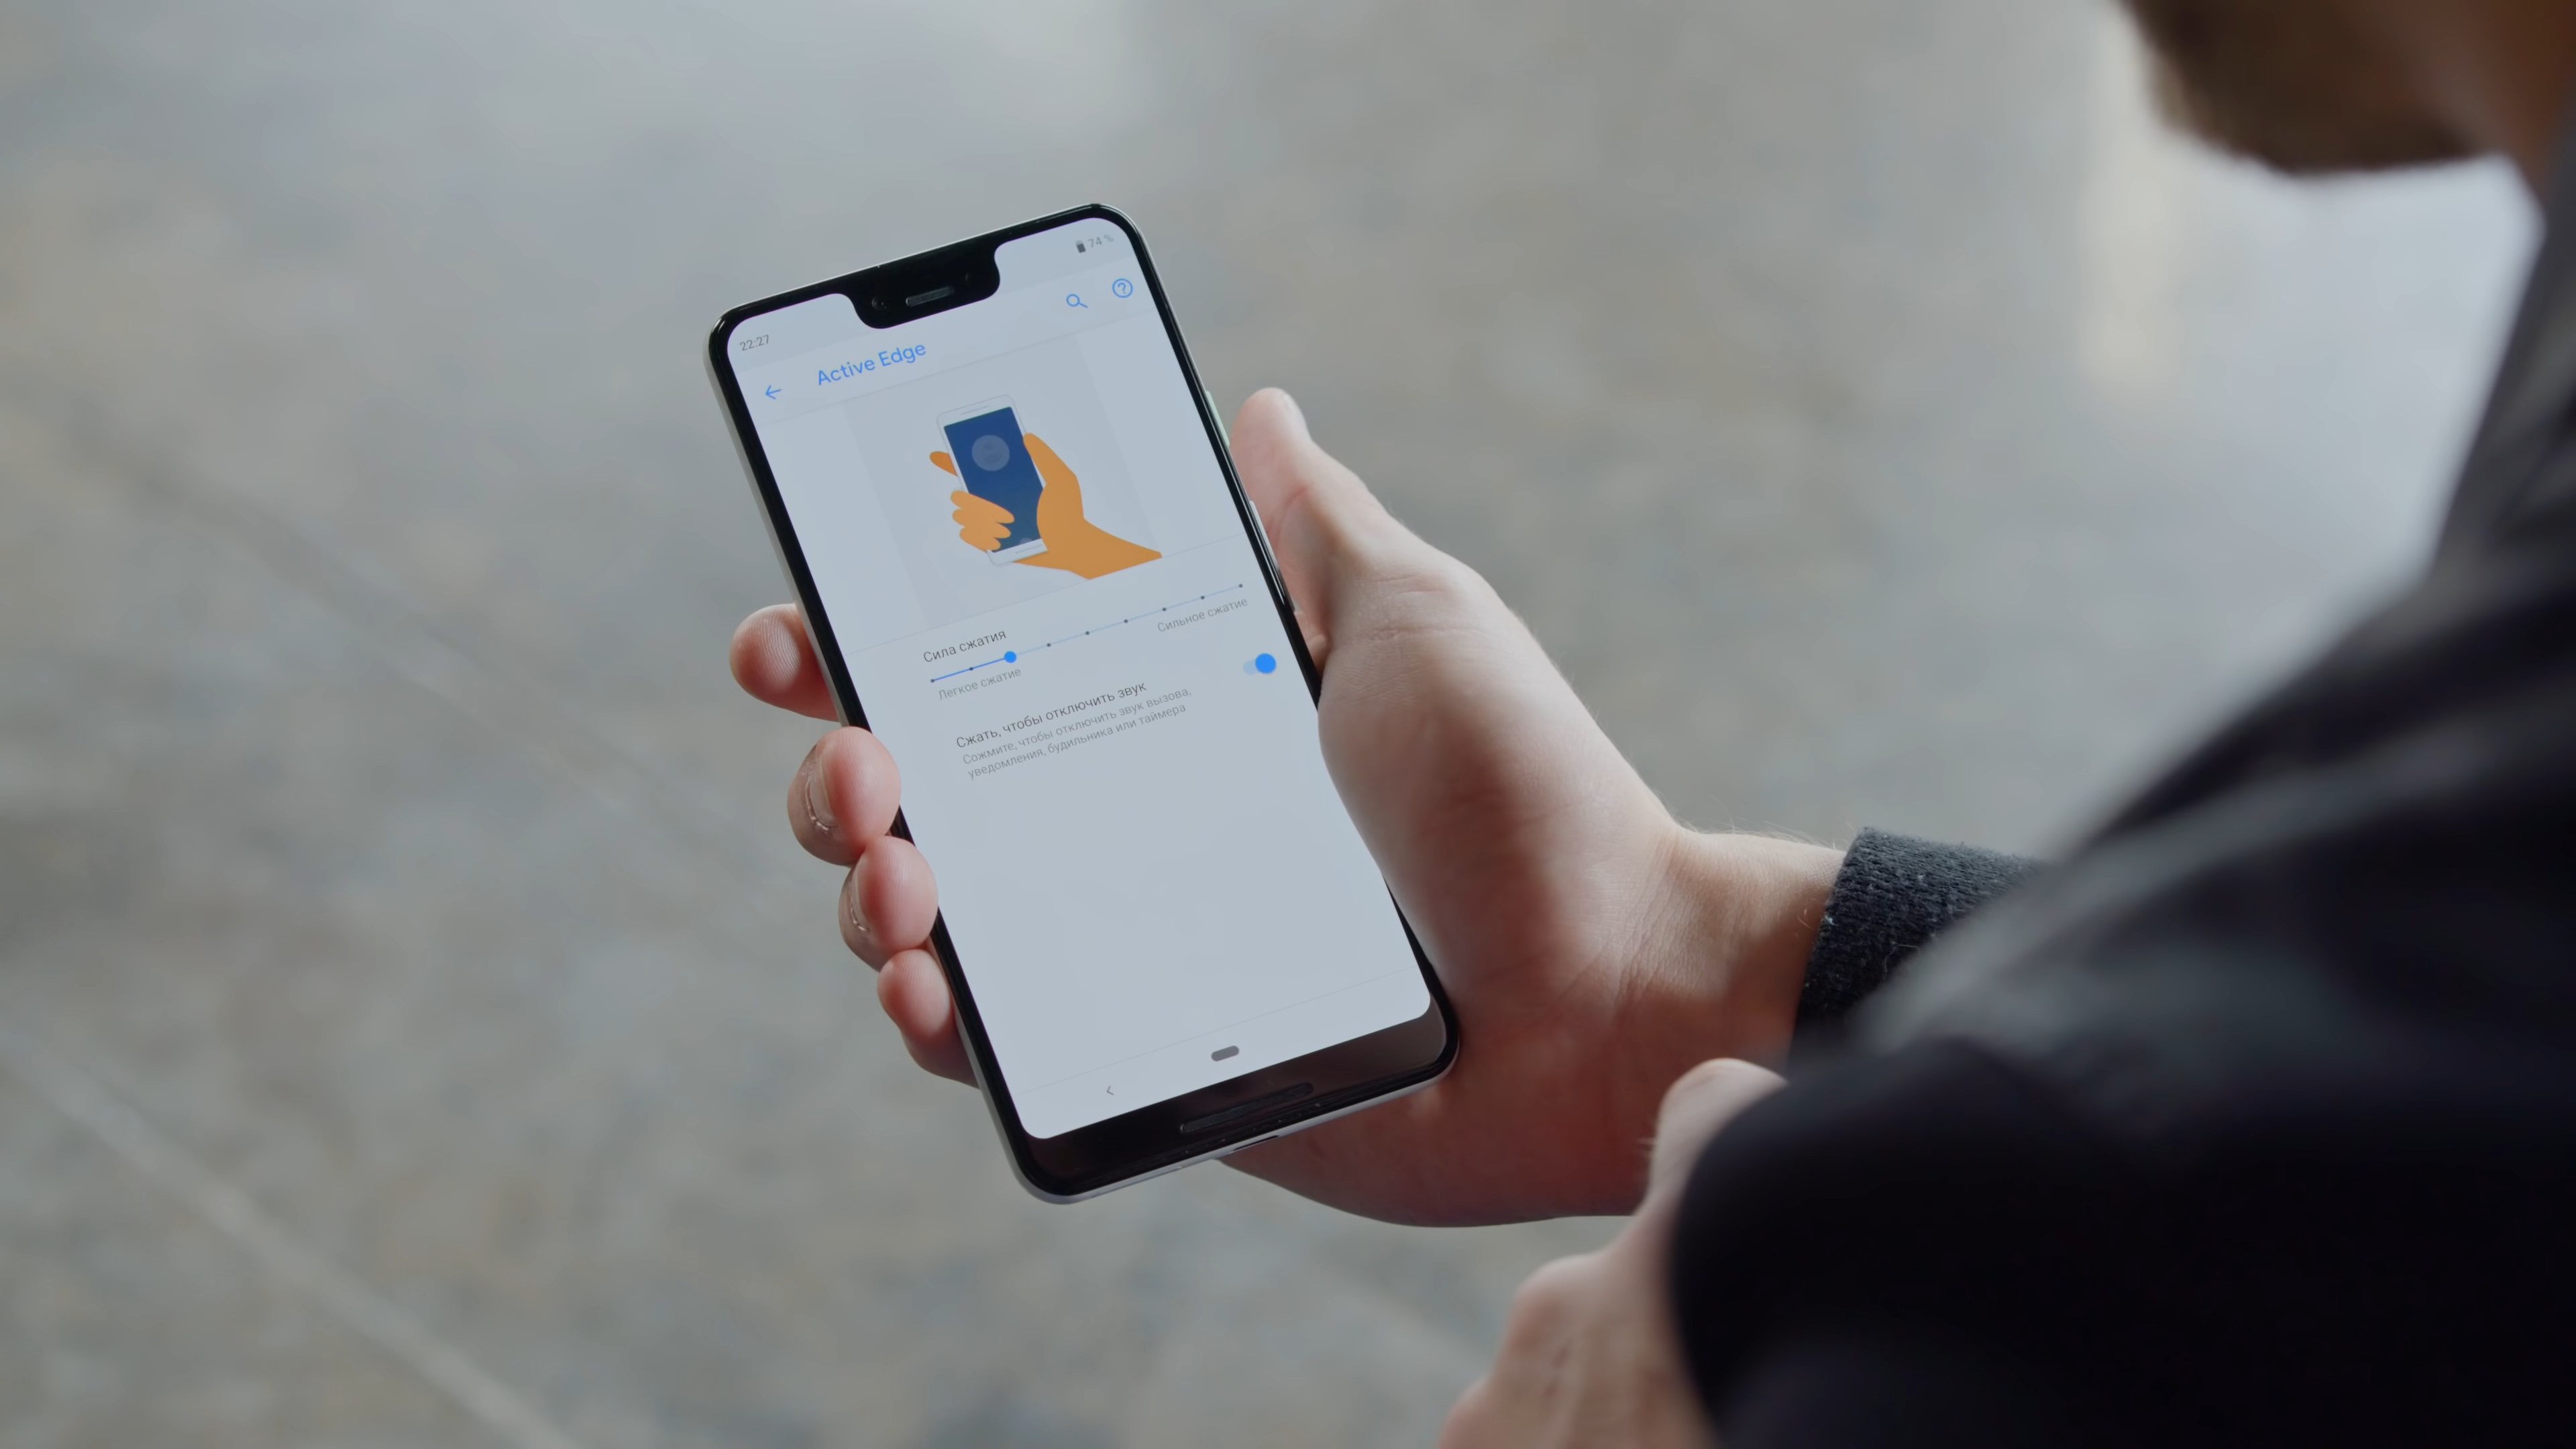 22:27
74 %
Active Edge
Сила сжатия
Легкое сжатие
Сильное сжатие
Сжать, чтобы отключить звук
Сожмите, чтобы отключить звук вызова,
уведомления, будильника или таймера